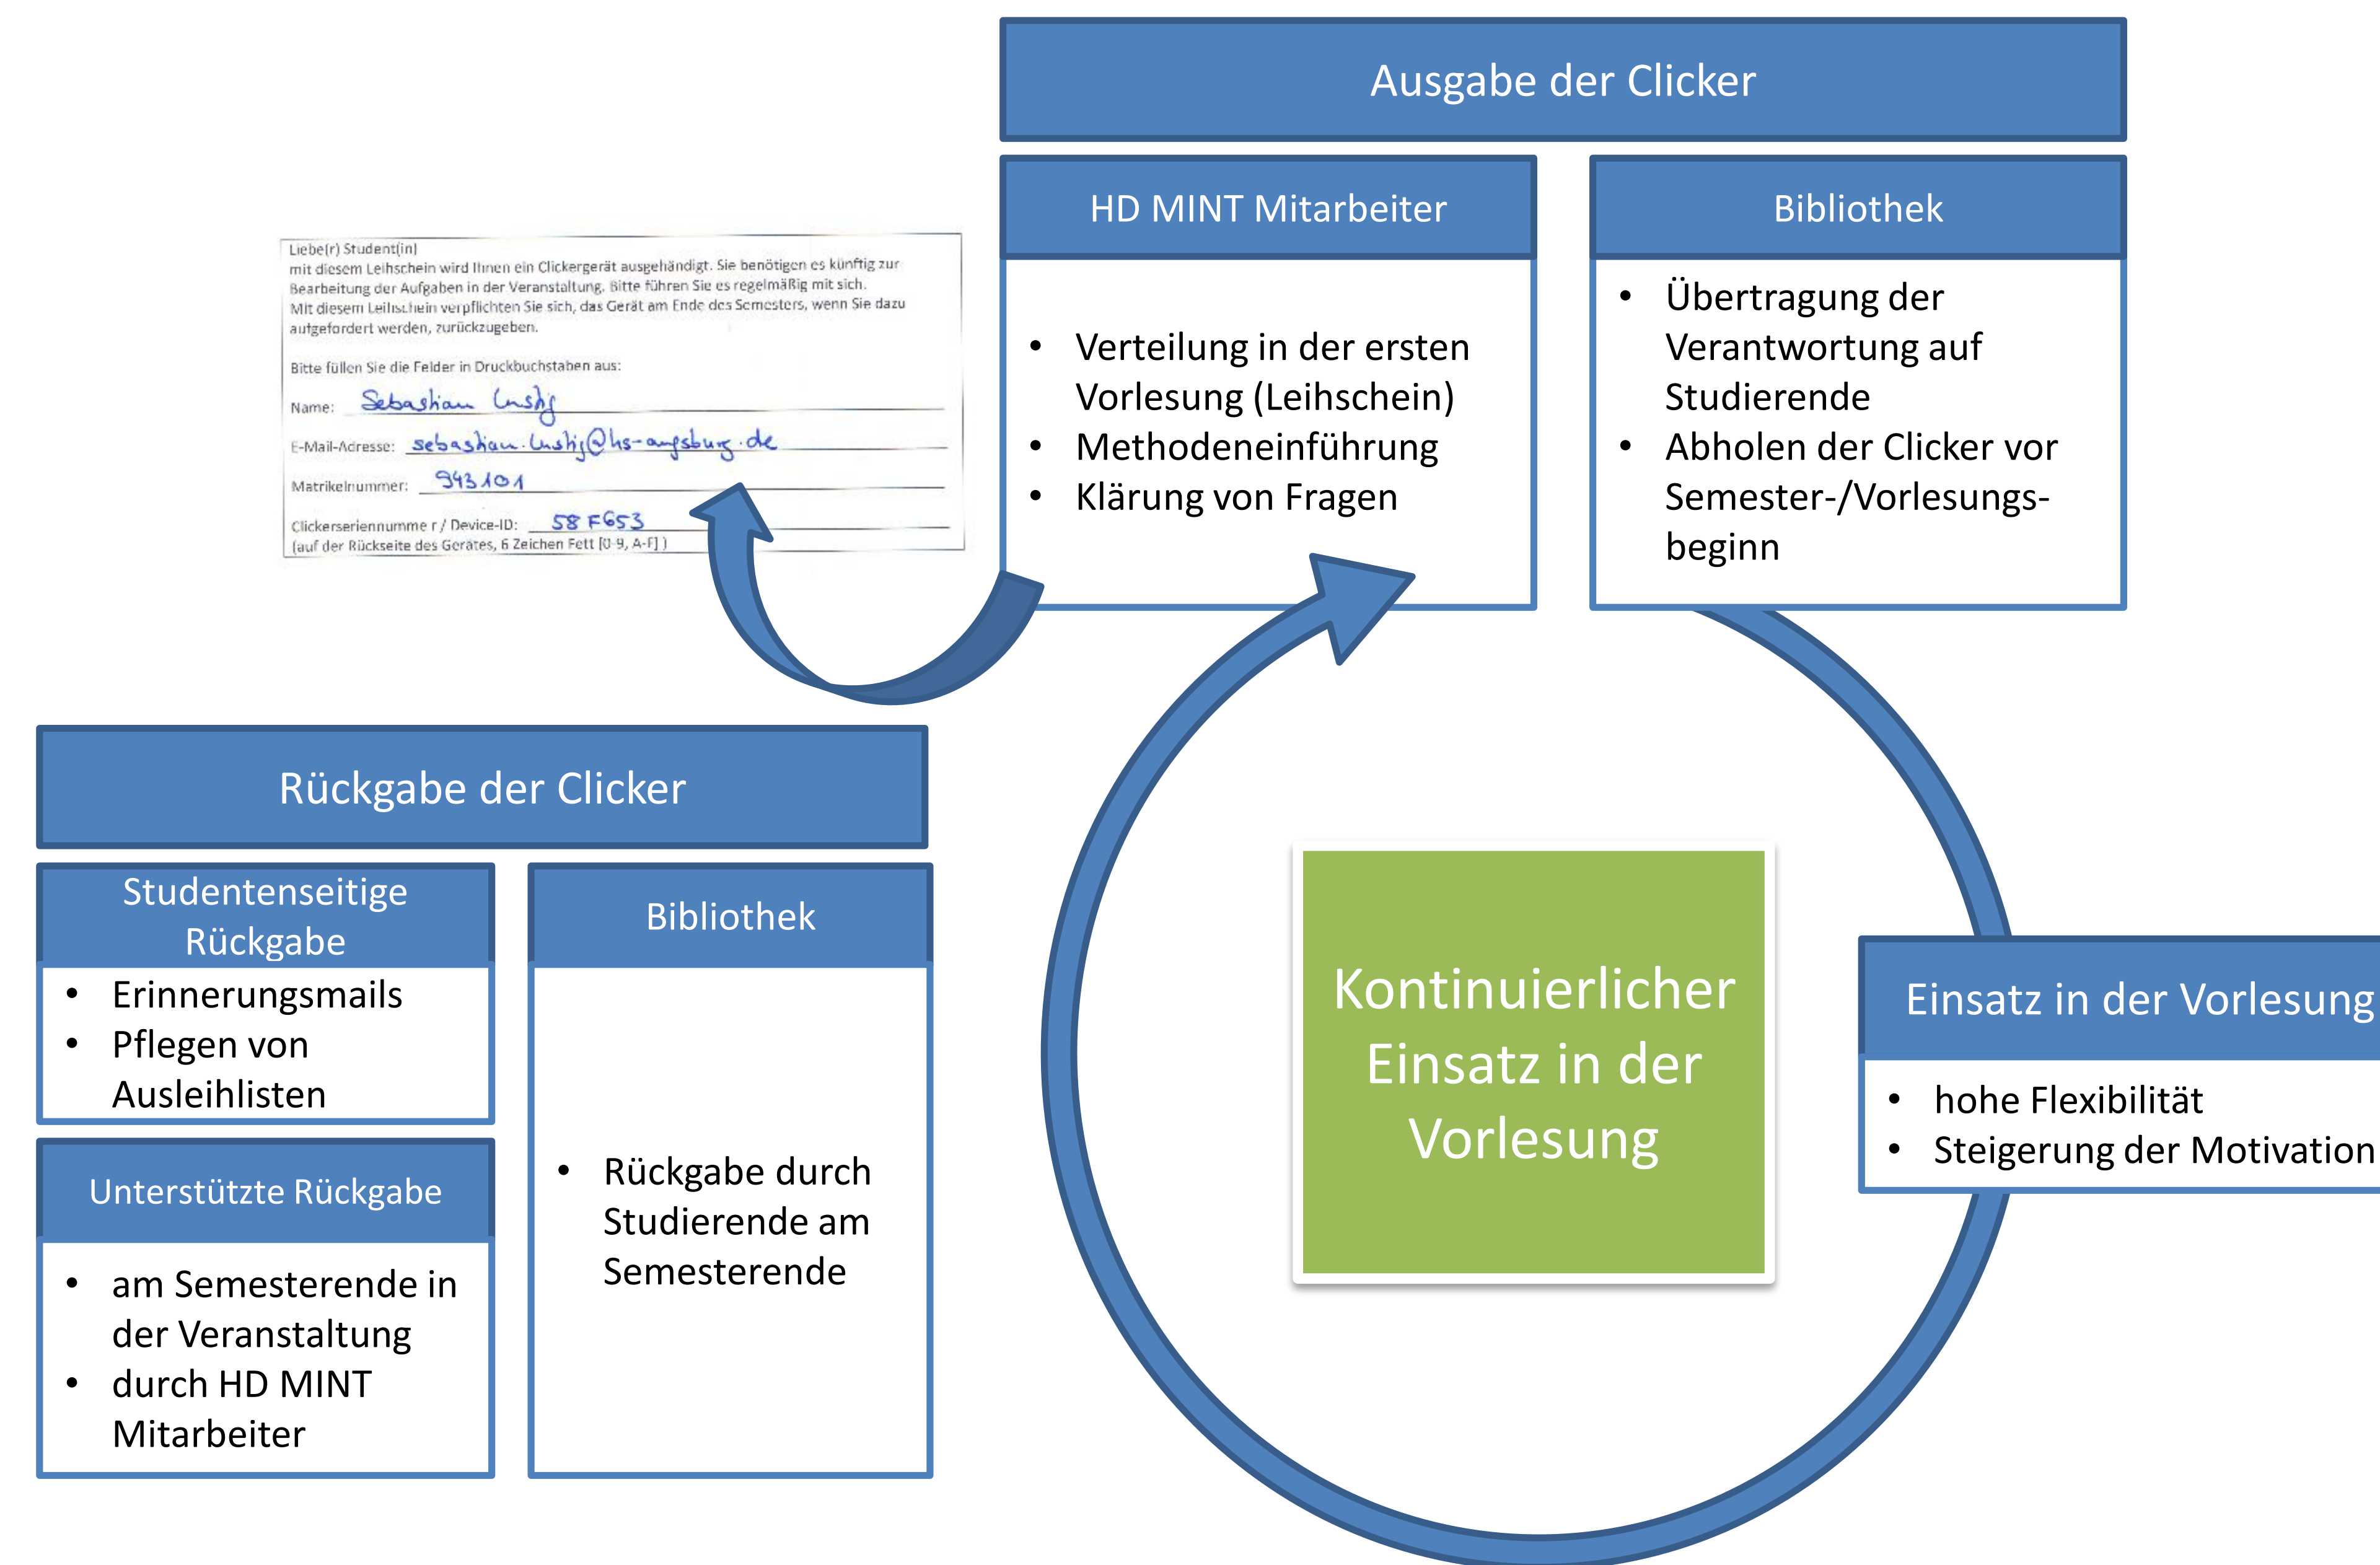 Ausgabe der Clicker
HD MINT Mitarbeiter
• Verteilung in der ersten
Vorlesung (Leihschein)
• Methodeneinführung
• Klärung von Fragen
Bibliothek
• Übertragung der
Verantwortung auf
Studierende
• Abholen der Clicker vor
Semester-/Vorlesungs-
beginn
Liebe(r) Student(in)
mit diesem Leihschein wird Ihnen ein Clickergerät ausgehändigt. Sie benötigen es künftig zur
Bearbeitung der Aufgaben in der Veranstaltung. Bitte führen Sie es regelmäßig mit sich.
Mit diesem Leihschein verpflichten Sie sich, das Gerät am Ende des Semesters, wenn Sie dazu
aufgefordert werden, zurückzugeben.
Bitte füllen Sie die Felder in Druckbuchstaben aus:
Name: Sebastian Lustig
E-Mail-Adresse: sebastian.lustig@hs-augsburg.de
Matrikelnummer: 943101
Clickerseriennummer / Device-ID: 58F653
(auf der Rückseite des Gerätes, 6 Zeichen Fett [0-9, A-F] )
Rückgabe der Clicker
Studentenseitige
Rückgabe
• Erinnerungsmails
• Pflegen von
Ausleihlisten
Unterstützte Rückgabe
• am Semesterende in
der Veranstaltung
• durch HD MINT
Mitarbeiter
Bibliothek
• Rückgabe durch
Studierende am
Semesterende
Kontinuierlicher
Einsatz in der
Vorlesung
Einsatz in der Vorlesung
• hohe Flexibilität
• Steigerung der Motivation